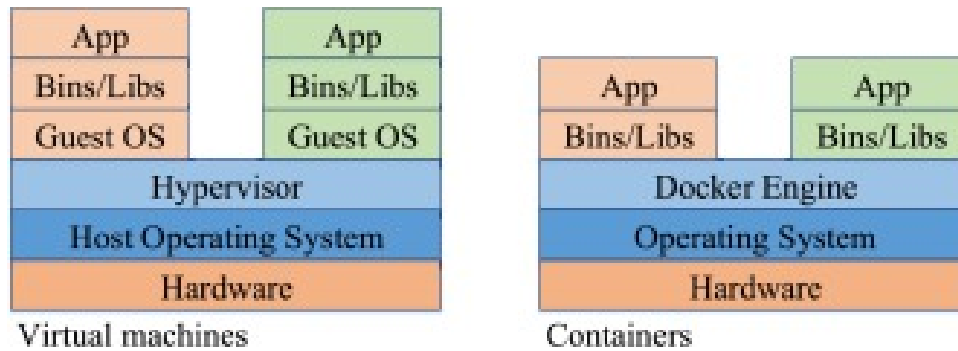 App
Bins/Libs
Guest OS
App
Bins/Libs
Guest OS
Hypervisor
Host Operating System
Hardware
Virtual machines
App
Bins/Libs
App
Bins/Libs
Docker Engine
Operating System
Hardware
Containers